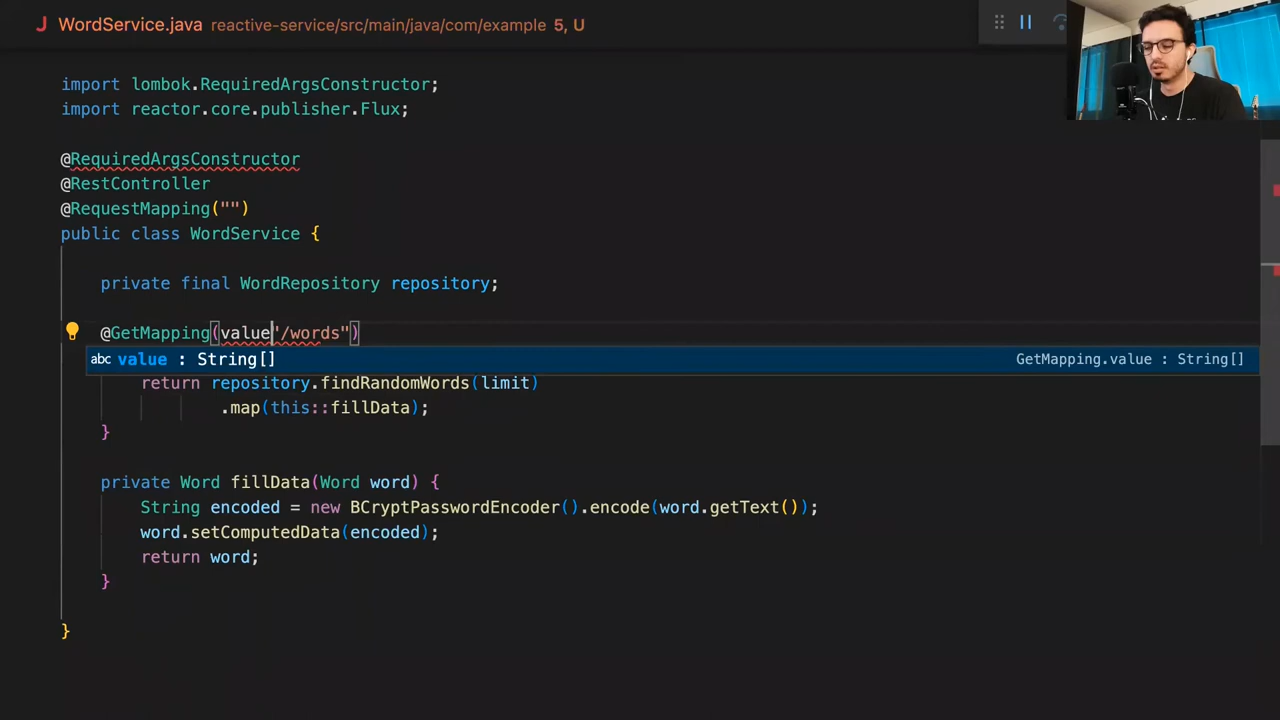 J WordService.java reactive-service/src/main/java/com/example 5, U
import lombok.RequiredArgsConstructor;
import reactor.core.publisher.Flux;
@RequiredArgsConstructor
@RestController
@RequestMapping("")
public class WordService {
private final WordRepository repository;
@GetMapping(value"/words")
abc value : String[] GetMapping.value : String[]
return repository.findRandomWords(limit)
.map(this::fillData);
}
private Word fillData(Word word) {
String encoded = new BCryptPasswordEncoder().encode(word.getText());
word.setComputedData(encoded);
return word;
}
}